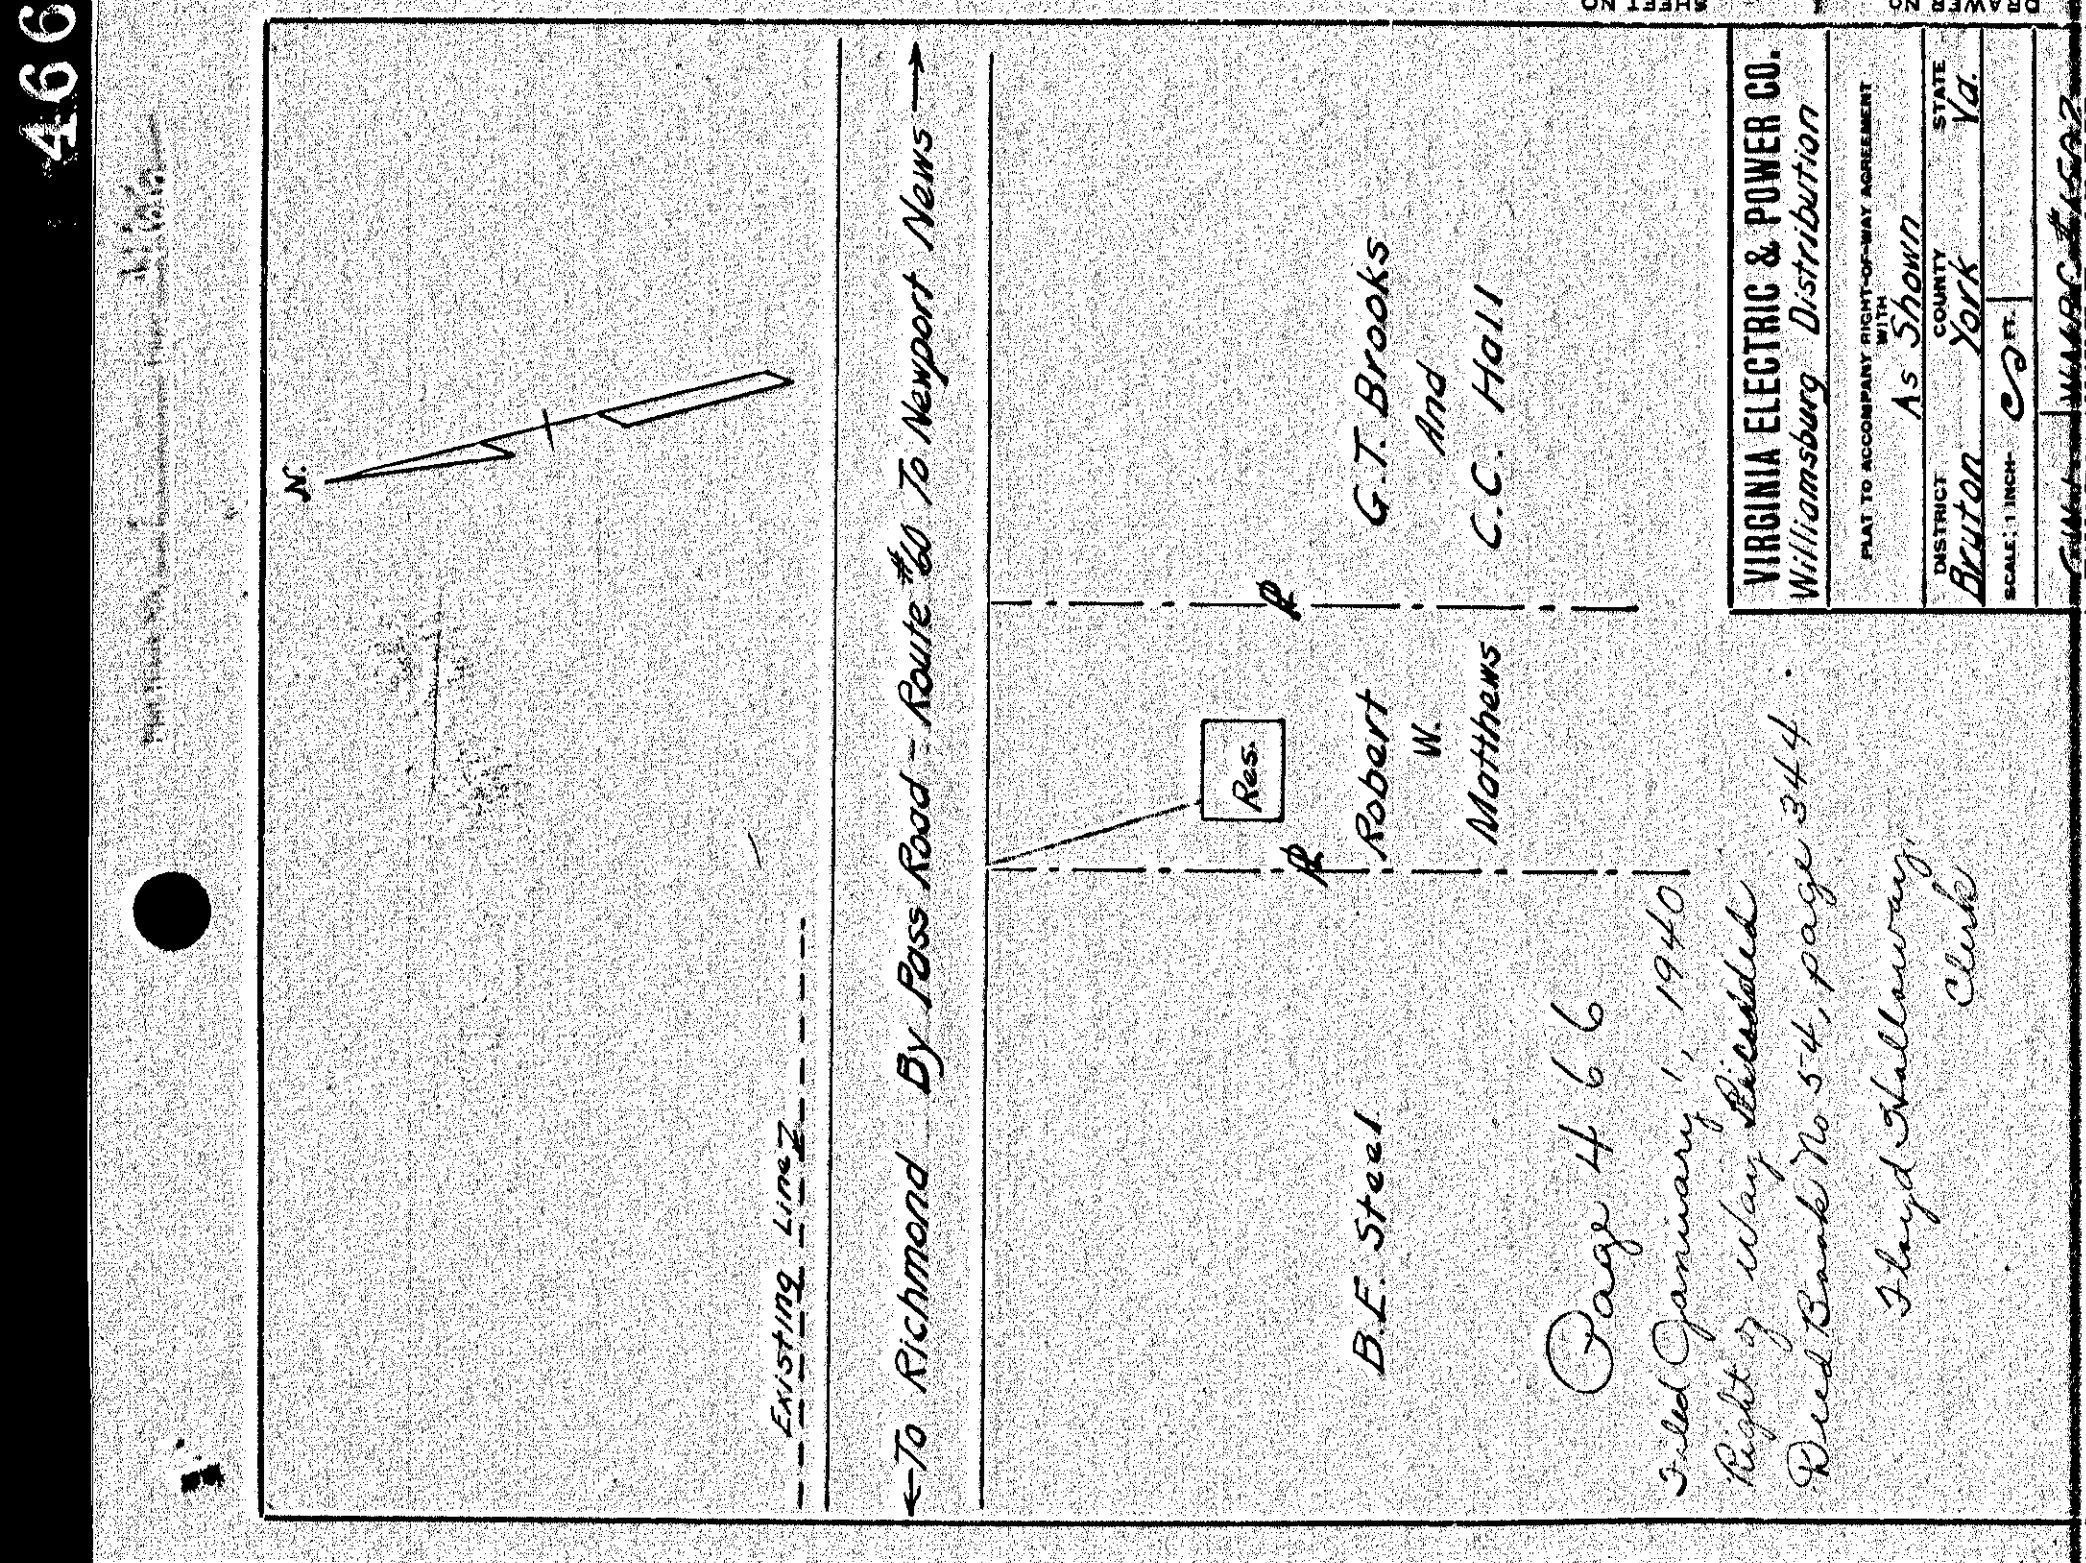 466
N.
Existing Line
To Richmond By Pass Road - Route #60 To Newport News
Res.
B.E. Steel
Robert
W.
Matthews
G.T. Brooks
And
C.C. Hall
Page 466
Filed January 1, 1940
Right of Way Recorded
Deed Book No 54, page 344
Floyd Holloway,
Clerk
VIRGINIA ELECTRIC & POWER CO.
Williamsburg Distribution
PLAT TO ACCOMPANY RIGHT-OF-WAY AGREEMENT
WITH
As Shown
DISTRICT COUNTY STATE
Bruton York Va.
SCALE; 1 INCH- FT.
DRAWER NO
SHEET NO